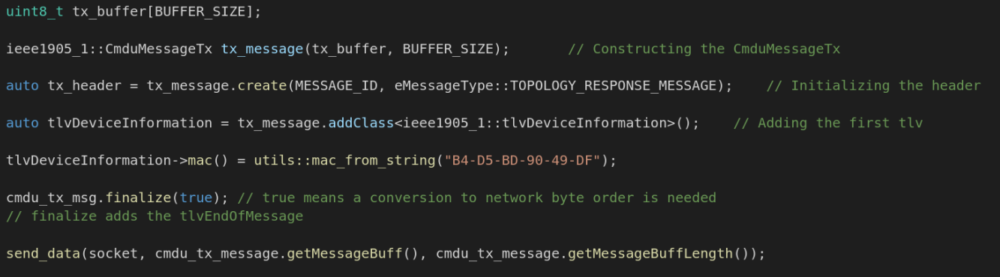 uint8_t tx_buffer[BUFFER_SIZE];
ieee1905_1::CmduMessageTx tx_message(tx_buffer, BUFFER_SIZE);       // Constructing the CmduMessageTx
auto tx_header = tx_message.create(MESSAGE_ID, eMessageType::TOPOLOGY_RESPONSE_MESSAGE);    // Initializing the header
auto tlvDeviceInformation = tx_message.addClass<ieee1905_1::tlvDeviceInformation>();    // Adding the first tlv
tlvDeviceInformation->mac() = utils::mac_from_string("B4-D5-BD-90-49-DF");
cmdu_tx_msg.finalize(true); // true means a conversion to network byte order is needed
// finalize adds the tlvEndOfMessage
send_data(socket, cmdu_tx_message.getMessageBuff(), cmdu_tx_message.getMessageBuffLength());